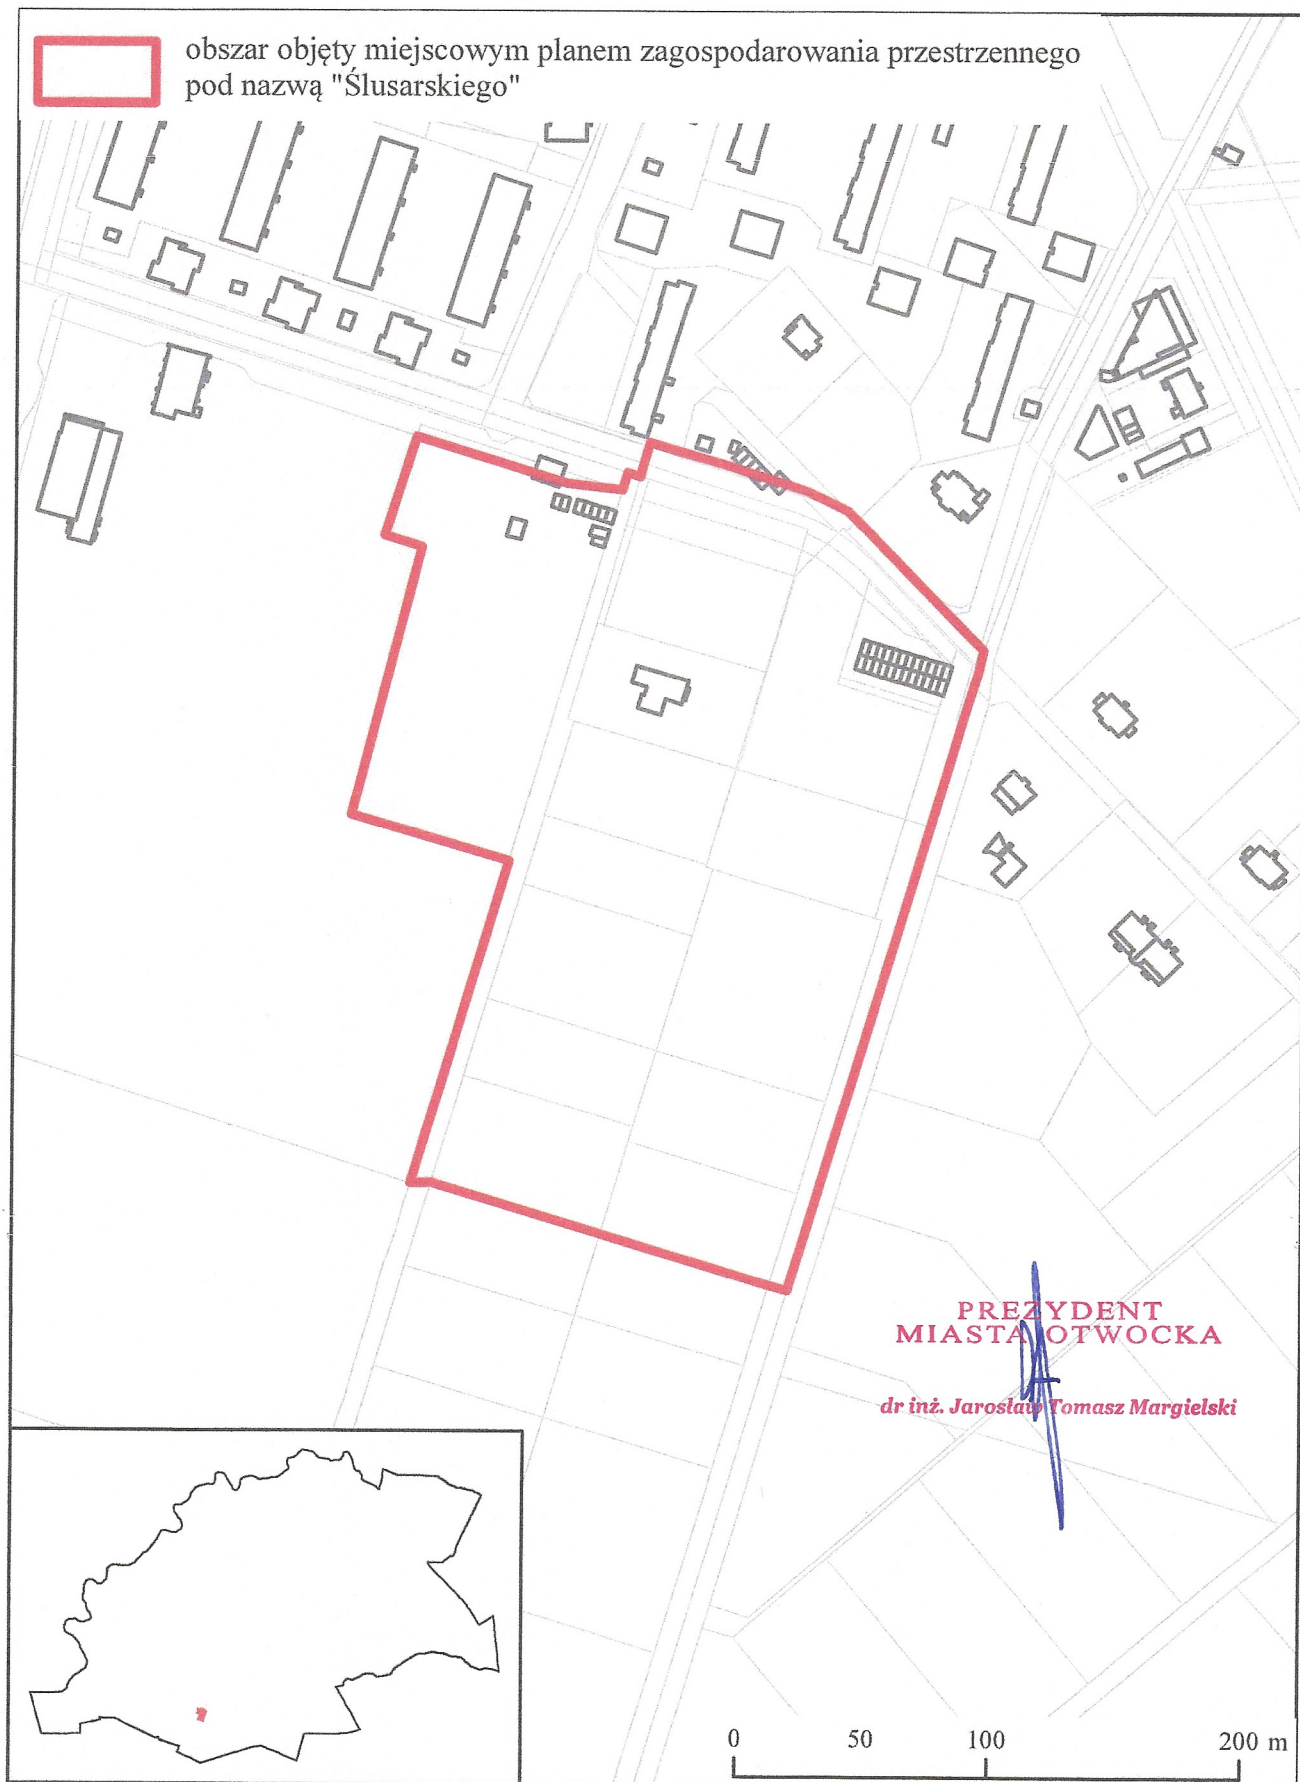 obszar objęty miejscowym planem zagospodarowania przestrzennego
pod nazwą "Ślusarskiego"
PREZYDENT
MIASTA OTWOCKA
dr inż. Jarosław Tomasz Margielski
0 50 100 200 m